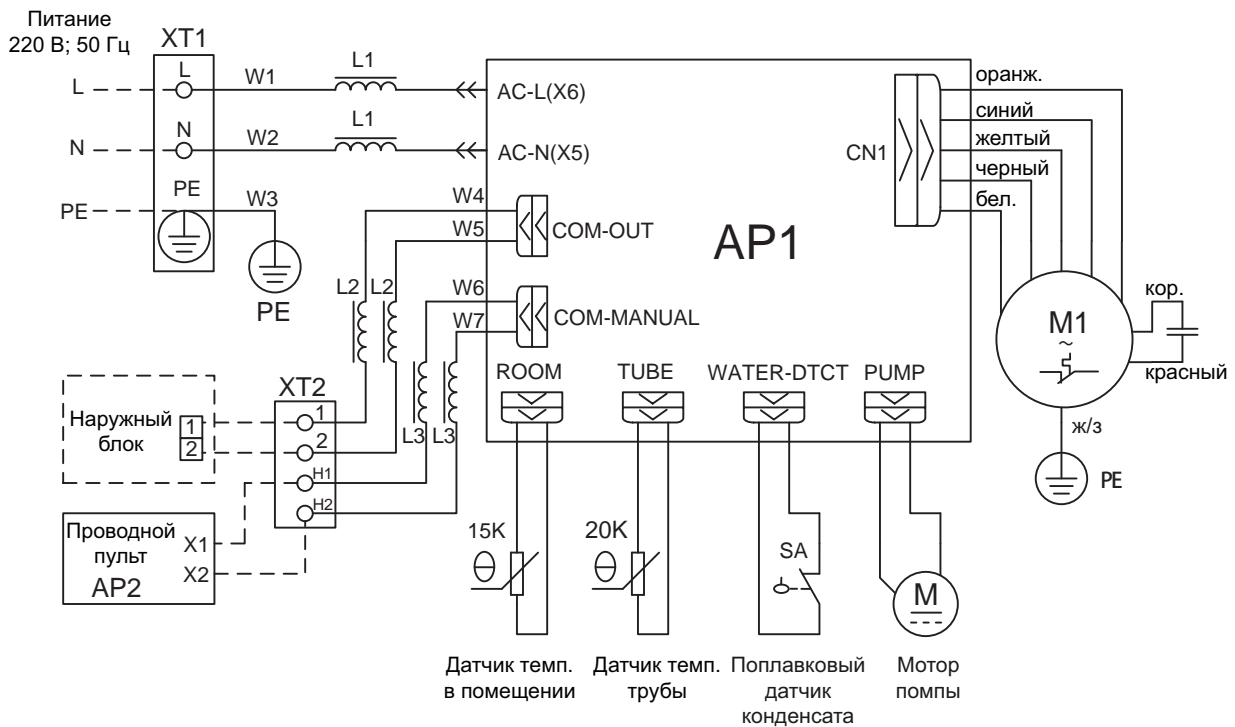 Питание
220 В; 50 Гц
XT1
L
L
W1
L1
AC-L(X6)
N
N
W2
L1
AC-N(X5)
PE
PE
W3
PE
W4
W5
COM-OUT
L2
L2
W6
W7
COM-MANUAL
L3
L3
AP1
CN1
оранж.
синий
желтый
черный
бел.
M1
~
кор.
красный
ж/з
PE
ROOM
TUBE
WATER-DTCT
PUMP
XT2
1
2
H1
H2
Наружный
блок
1
2
Проводной
пульт
AP2
X1
X2
15K
20K
SA
M
Датчик темп.
в помещении
Датчик темп.
трубы
Поплавковый
датчик
конденсата
Мотор
помпы